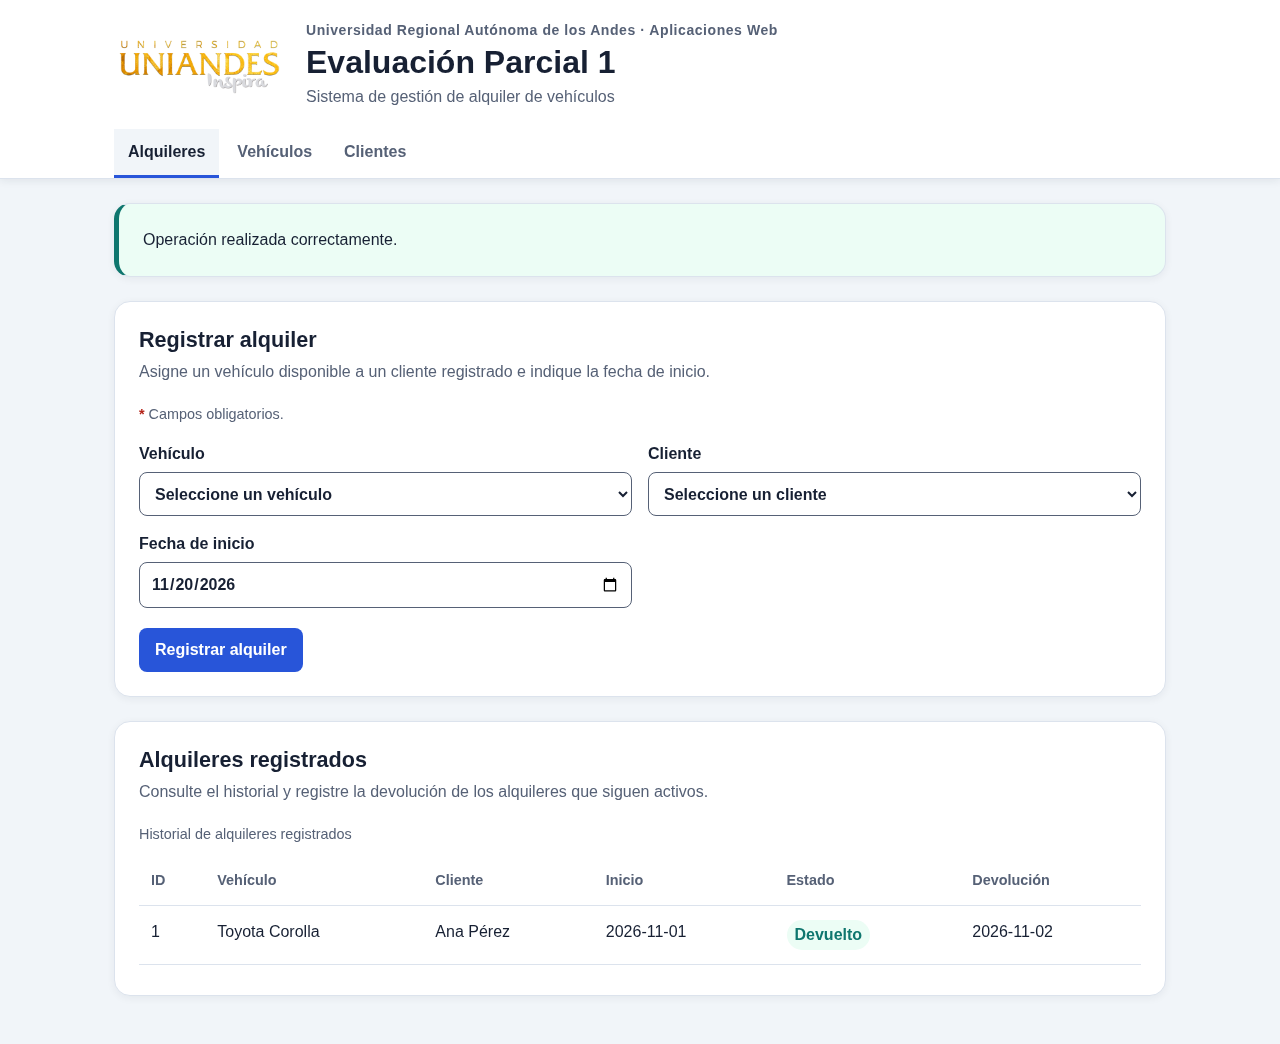 UNIVERSIDAD
UNIANDES
Inspira
Universidad Regional Autónoma de los Andes · Aplicaciones Web
Evaluación Parcial 1
Sistema de gestión de alquiler de vehículos
Alquileres Vehículos Clientes
Operación realizada correctamente.
Registrar alquiler
Asigne un vehículo disponible a un cliente registrado e indique la fecha de inicio.
* Campos obligatorios.
Vehículo Cliente
Seleccione un vehículo Seleccione un cliente
Fecha de inicio
11/20/2026
Registrar alquiler
Alquileres registrados
Consulte el historial y registre la devolución de los alquileres que siguen activos.
Historial de alquileres registrados
ID Vehículo Cliente Inicio Estado Devolución
1 Toyota Corolla Ana Pérez 2026-11-01 Devuelto 2026-11-02